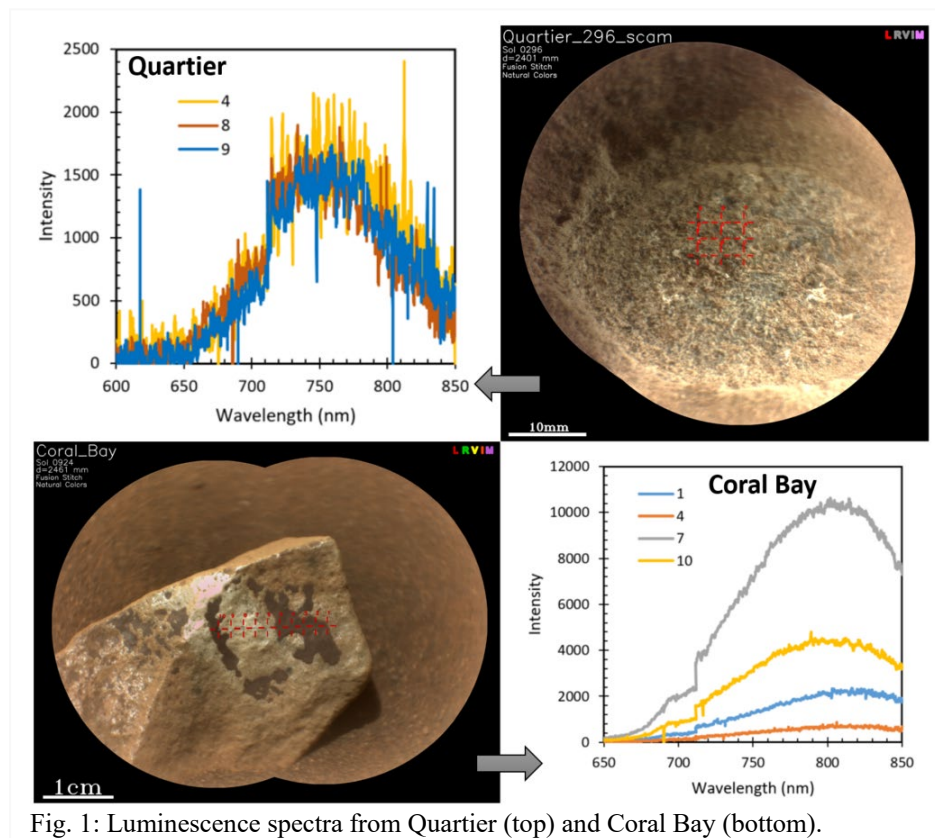 Quartier
4
8
9
2500
2000
1500
1000
500
0
Intensity
600 650 700 750 800 850
Wavelength (nm)
Quartier_296_scam
Sol 0296
d=2401 mm
Fusion Stitch
Natural Colors
LRVIM
10mm
Coral_Bay
Sol_0924
d=2461 mm
Fusion Stitch
Natural Colors
LRVIM
1cm
Coral Bay
1
4
7
10
12000
10000
8000
6000
4000
2000
0
Intensity
650 700 750 800 850
Wavelength (nm)
Fig. 1: Luminescence spectra from Quartier (top) and Coral Bay (bottom).